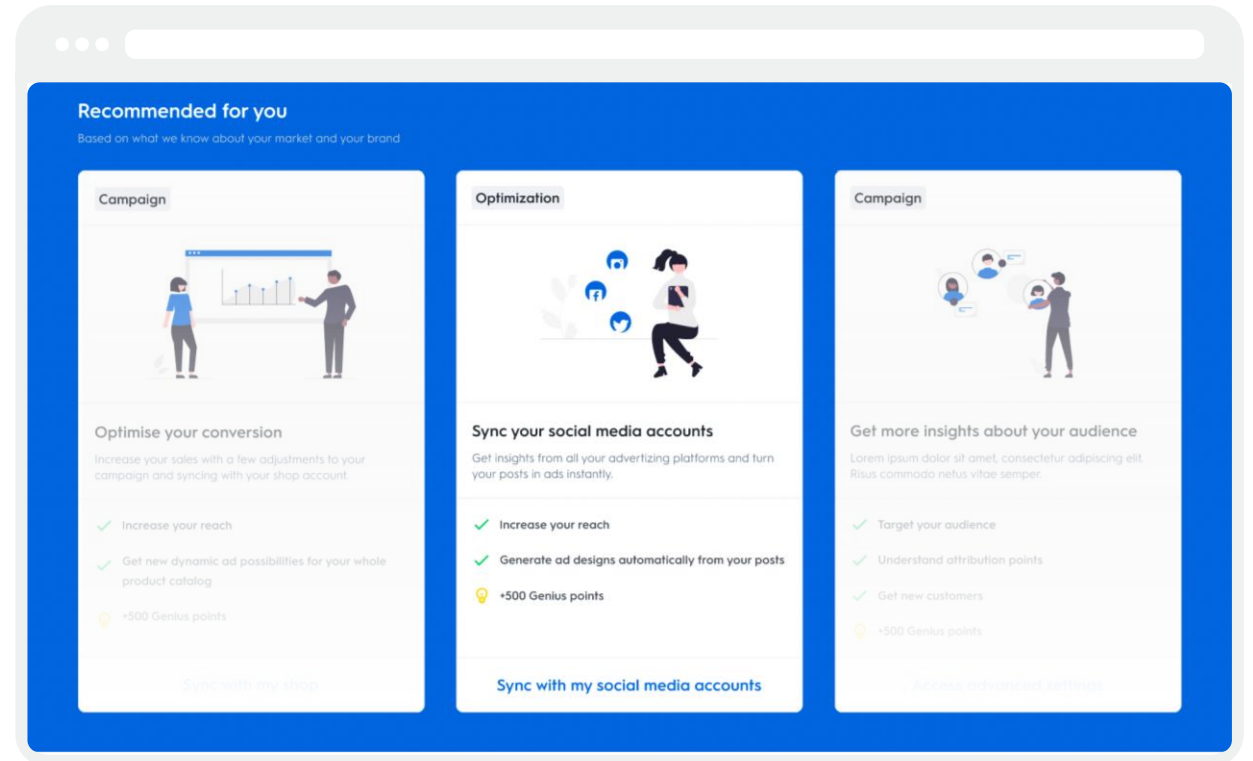 Recommended for you
Based on what we know about your market and your brand
Campaign
Optimise your conversion
Increase your sales with a few adjustments to your
campaign and syncing with your shop account
Increase your reach
Get new dynamic ad possibilities for your whole
product catalog
+500 Genius points
Sync with my shop
Optimization
Sync your social media accounts
Get insights from all your advertizing platforms and turn
your posts in ads instantly.
Increase your reach
Generate ad designs automatically from your posts
+500 Genius points
Sync with my social media accounts
Campaign
Get more insights about your audience
Lorem ipsum dolor sit amet, consectetur adipiscing elit.
Risus commodo netus vitae semper.
Target your audience
Understand attribution points
Get new customers
+500 Genius points
Access advanced settings